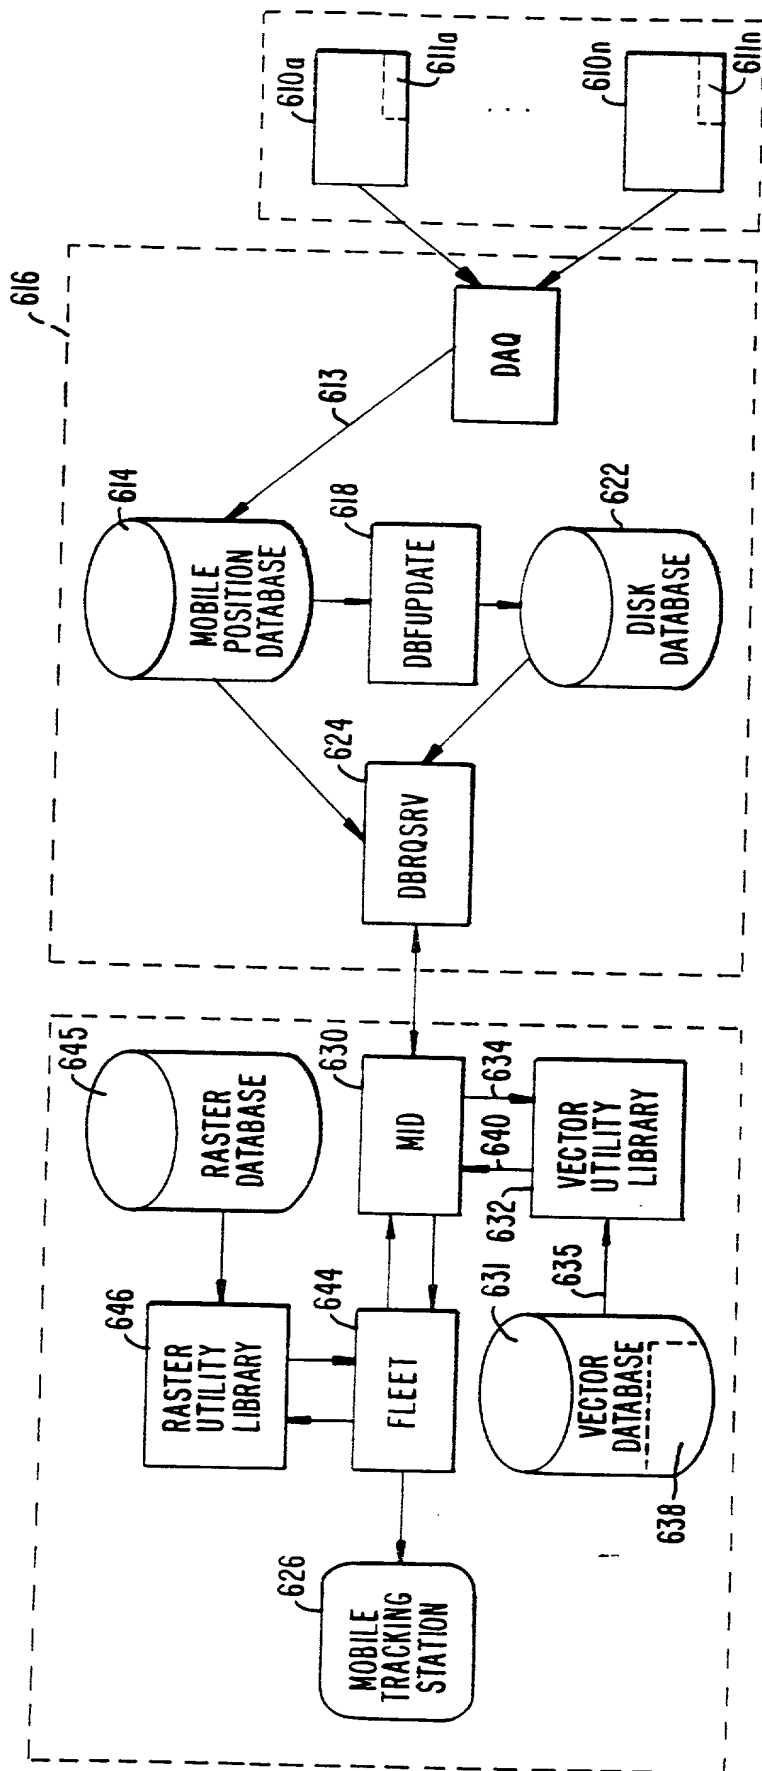 616
610a
611a
. . .
610n
611n
DAQ
613
614
MOBILE
POSITION
DATABASE
618
DBFUPDATE
622
DISK
DATABASE
624
DBRQSRV
645
RASTER
DATABASE
630
MID
634
640
632
VECTOR
UTILITY
LIBRARY
646
RASTER
UTILITY
LIBRARY
644
FLEET
631
635
VECTOR
DATABASE
638
626
MOBILE
TRACKING
STATION